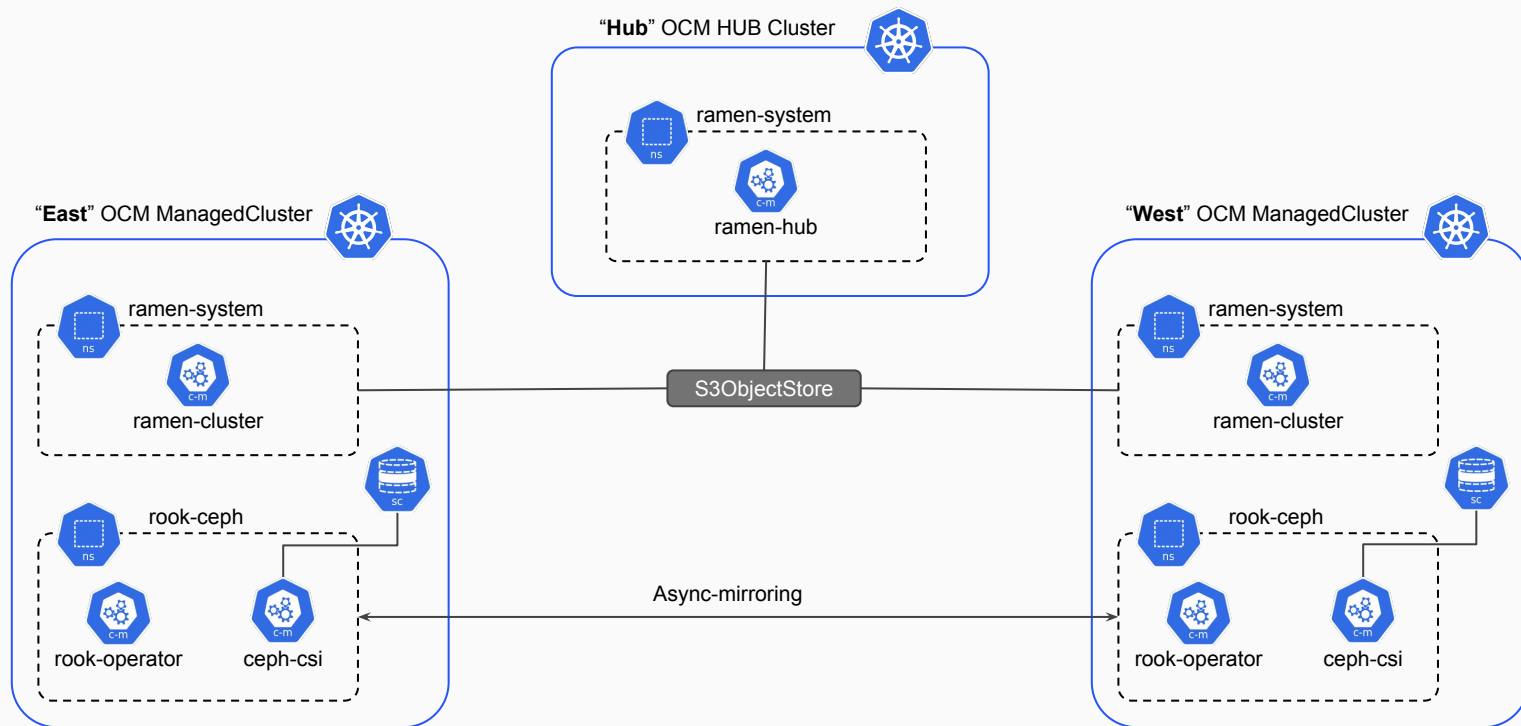 “Hub” OCM HUB Cluster
ramen-system
ns
c-m
ramen-hub
“East” OCM ManagedCluster
ramen-system
ns
c-m
ramen-cluster
sc
rook-ceph
ns
c-m
rook-operator
c-m
ceph-csi
S3ObjectStore
Async-mirroring
“West” OCM ManagedCluster
ramen-system
ns
c-m
ramen-cluster
sc
rook-ceph
ns
c-m
rook-operator
c-m
ceph-csi